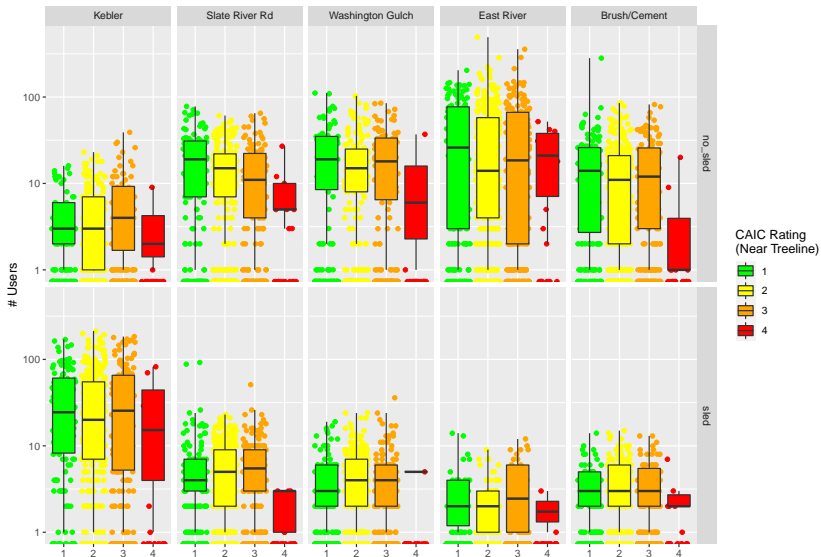 Kebler
Slate River Rd
Washington Gulch
East River
Brush/Cement
# Users
100
10
1
no_sled
100
10
1
sled
1 2 3 4
1 2 3 4
1 2 3 4
1 2 3 4
1 2 3 4
CAIC Rating
(Near Treeline)
1
2
3
4